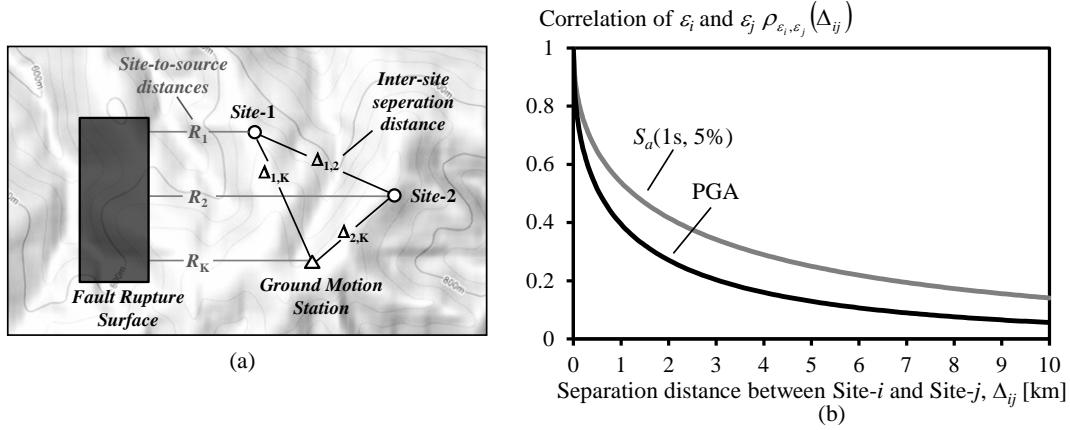 Site-to-source
distances
Inter-site
seperation
distance
Site-1
R1
Δ1,2
Δ1,K
R2
Site-2
Δ2,K
RK
Fault Rupture
Surface
Ground Motion
Station
600m
800m
800m
(a)
Correlation of εi and εj ρεi,εj(Δij)
1
0.8
0.6
0.4
0.2
0
Sa(1s, 5%)
PGA
0 1 2 3 4 5 6 7 8 9 10
Separation distance between Site-i and Site-j, Δij [km]
(b)